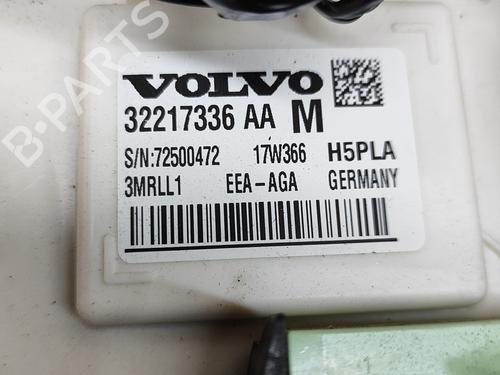 VOLVO
32217336 AA M
S/N:72500472 17W366 H5PLA
3MRLL1 EEA-AGA GERMANY
B-PARTS